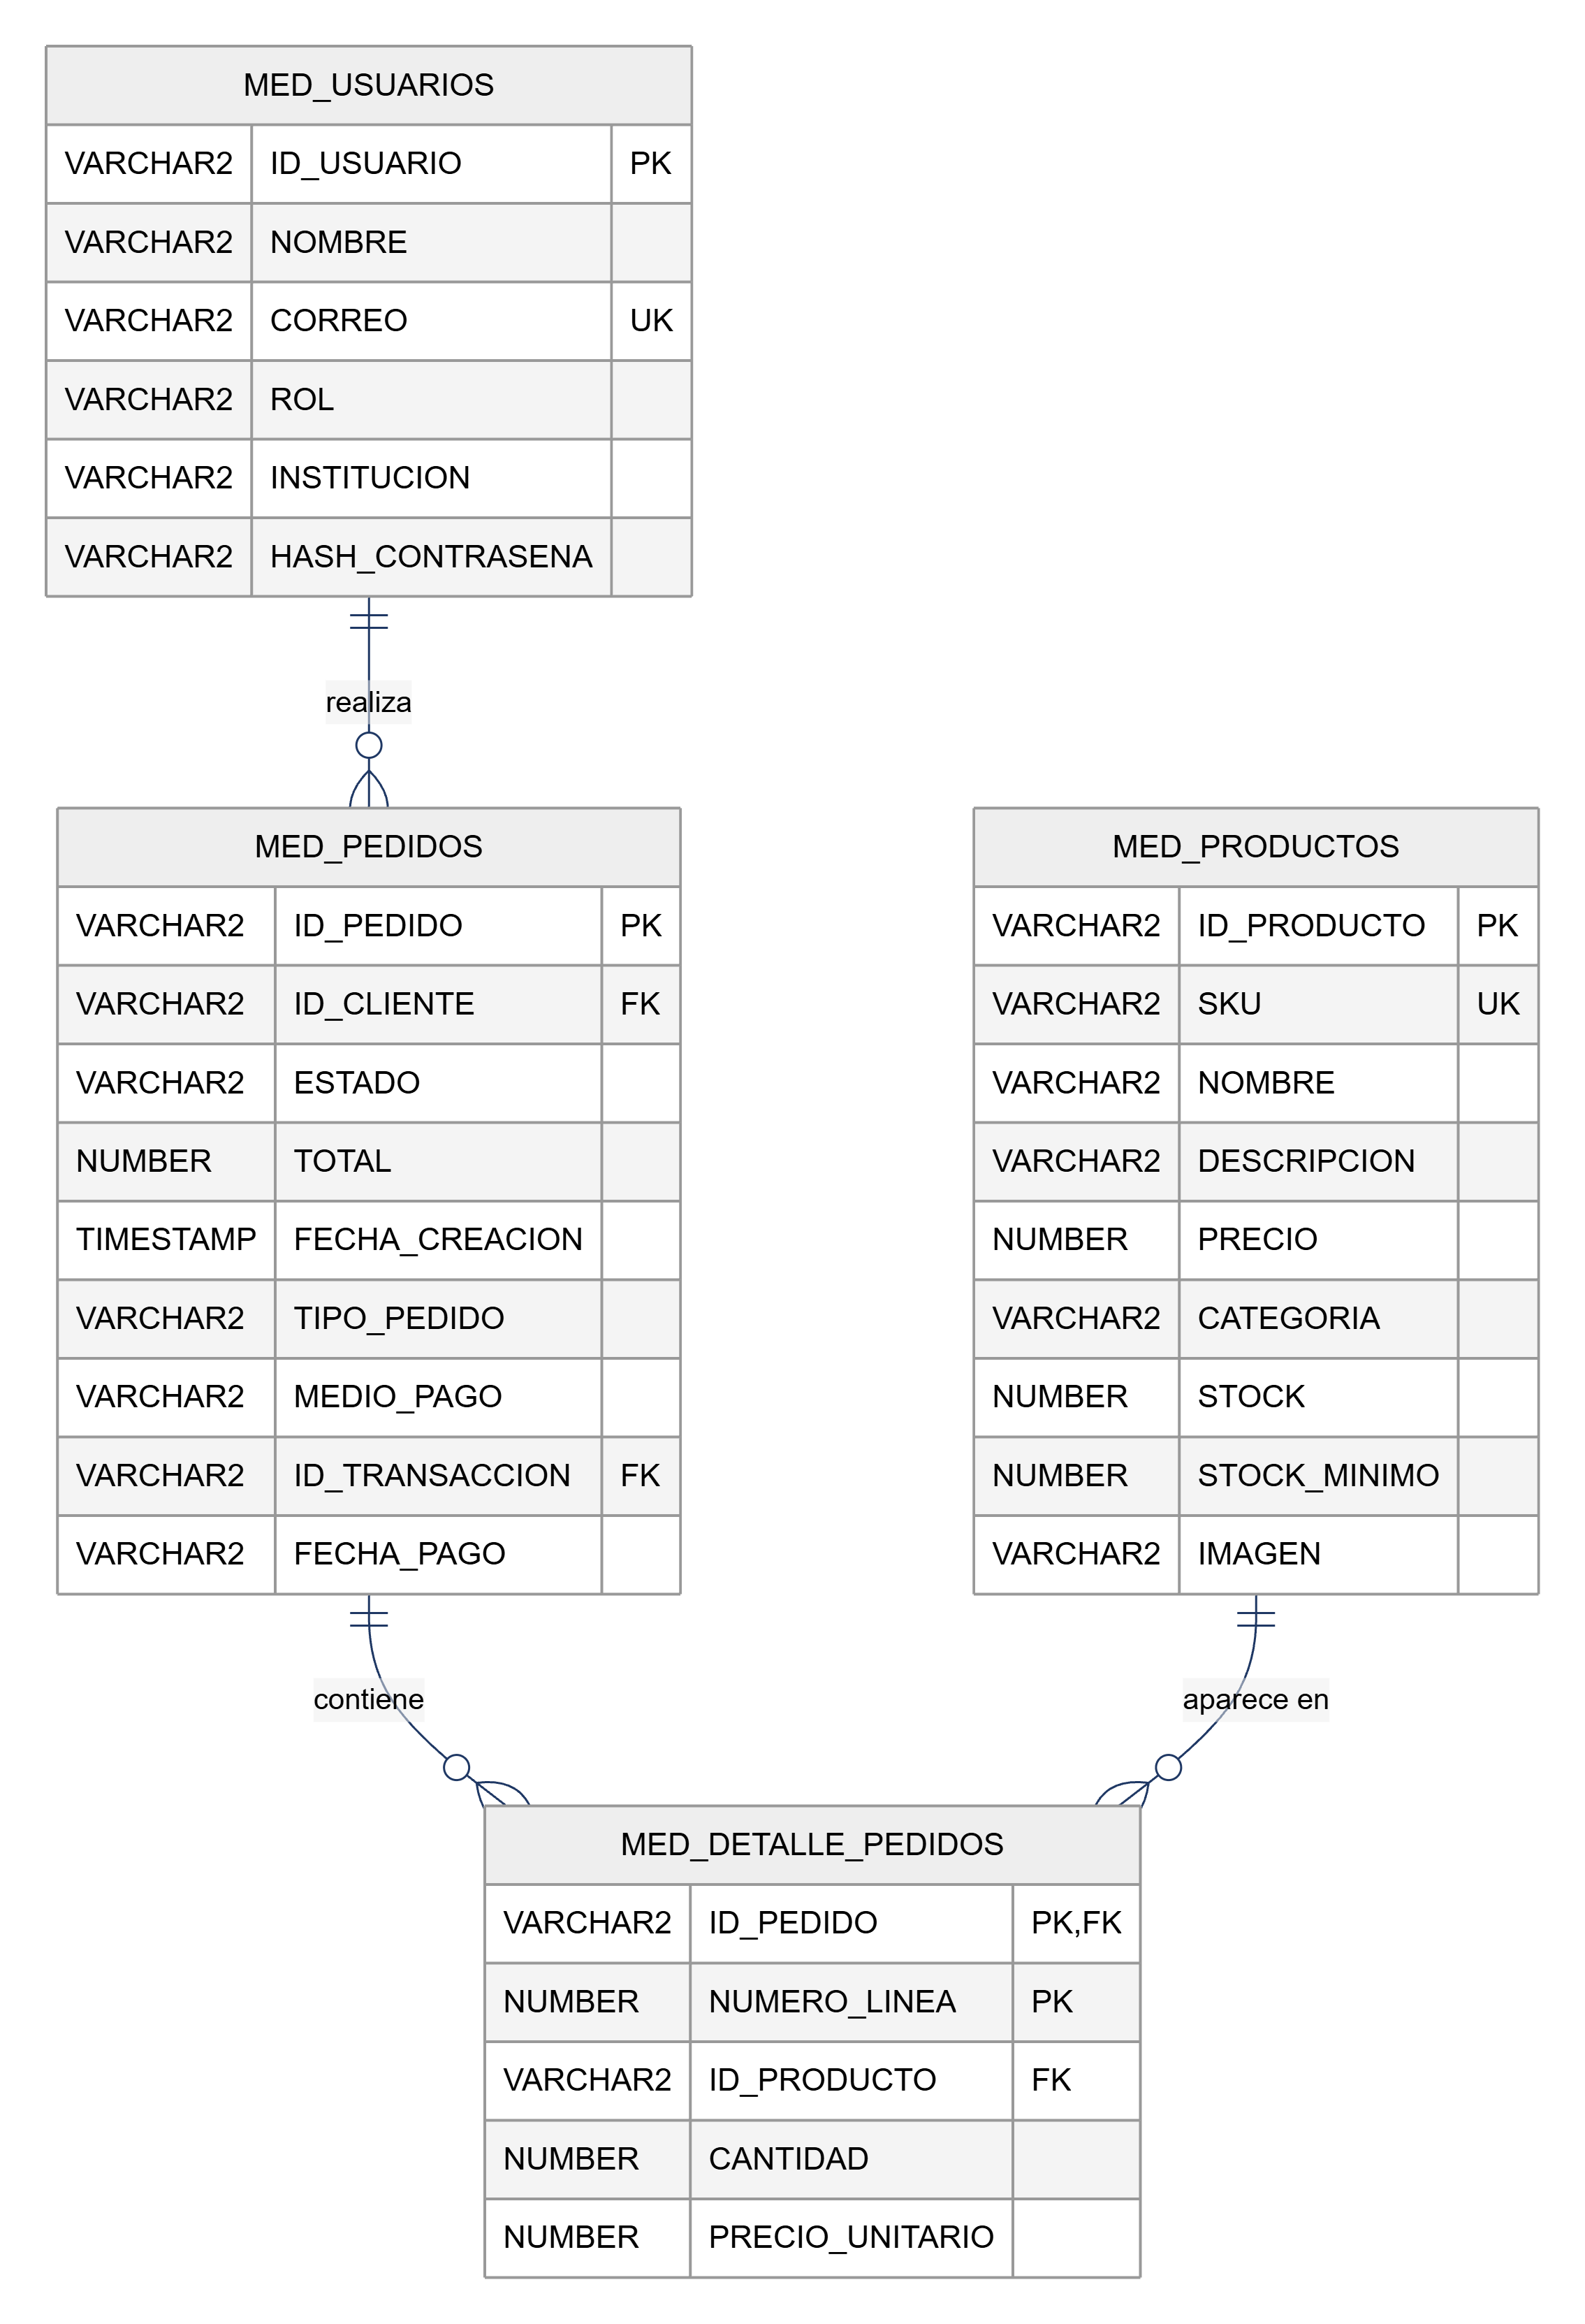 MED_USUARIOS
VARCHAR2 ID_USUARIO PK
VARCHAR2 NOMBRE
VARCHAR2 CORREO UK
VARCHAR2 ROL
VARCHAR2 INSTITUCION
VARCHAR2 HASH_CONTRASENA
realiza
MED_PEDIDOS
VARCHAR2 ID_PEDIDO PK
VARCHAR2 ID_CLIENTE FK
VARCHAR2 ESTADO
NUMBER TOTAL
TIMESTAMP FECHA_CREACION
VARCHAR2 TIPO_PEDIDO
VARCHAR2 MEDIO_PAGO
VARCHAR2 ID_TRANSACCION FK
VARCHAR2 FECHA_PAGO
MED_PRODUCTOS
VARCHAR2 ID_PRODUCTO PK
VARCHAR2 SKU UK
VARCHAR2 NOMBRE
VARCHAR2 DESCRIPCION
NUMBER PRECIO
VARCHAR2 CATEGORIA
NUMBER STOCK
NUMBER STOCK_MINIMO
VARCHAR2 IMAGEN
contiene
aparece en
MED_DETALLE_PEDIDOS
VARCHAR2 ID_PEDIDO PK,FK
NUMBER NUMERO_LINEA PK
VARCHAR2 ID_PRODUCTO FK
NUMBER CANTIDAD
NUMBER PRECIO_UNITARIO